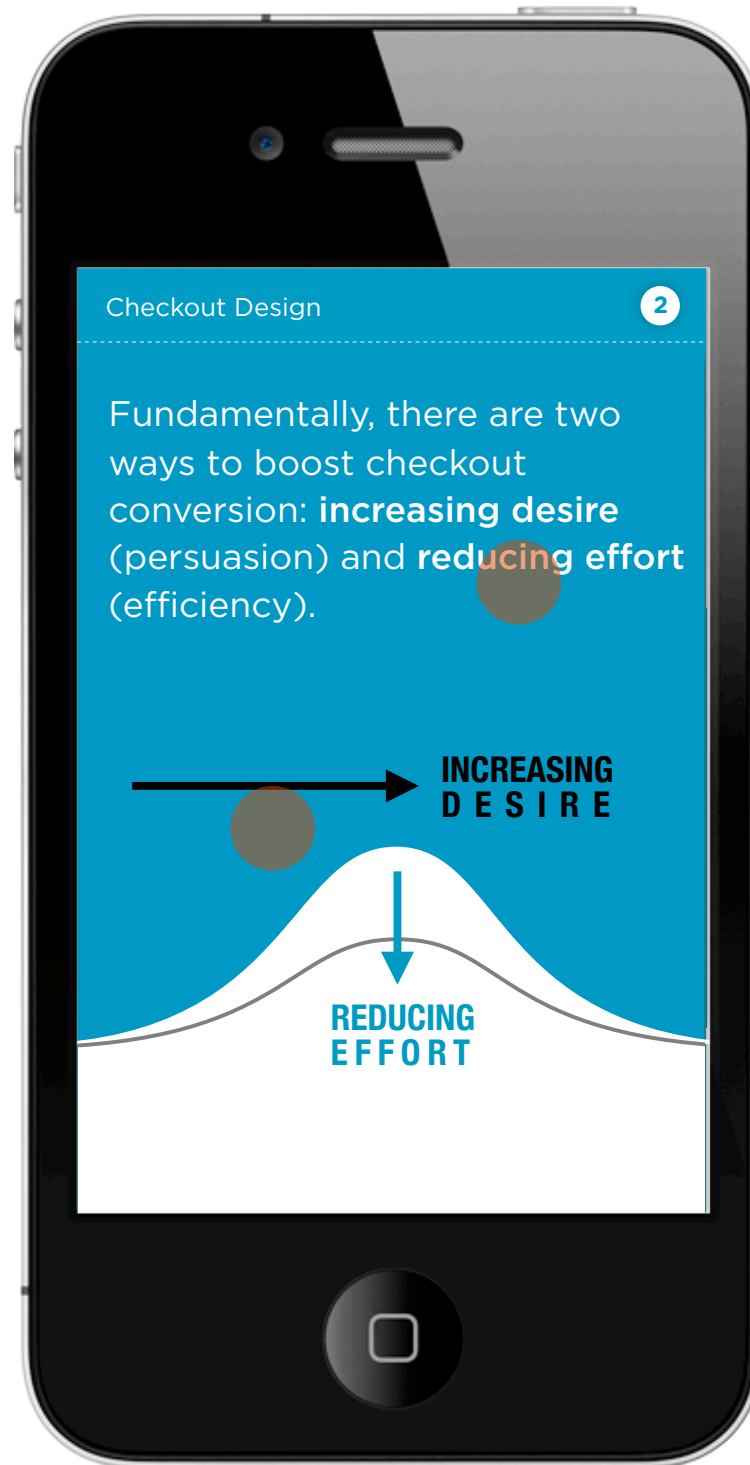 Checkout Design
2
Fundamentally, there are two
ways to boost checkout
conversion: increasing desire
(persuasion) and reducing effort
(efficiency).
INCREASING
DESIRE
REDUCING
EFFORT